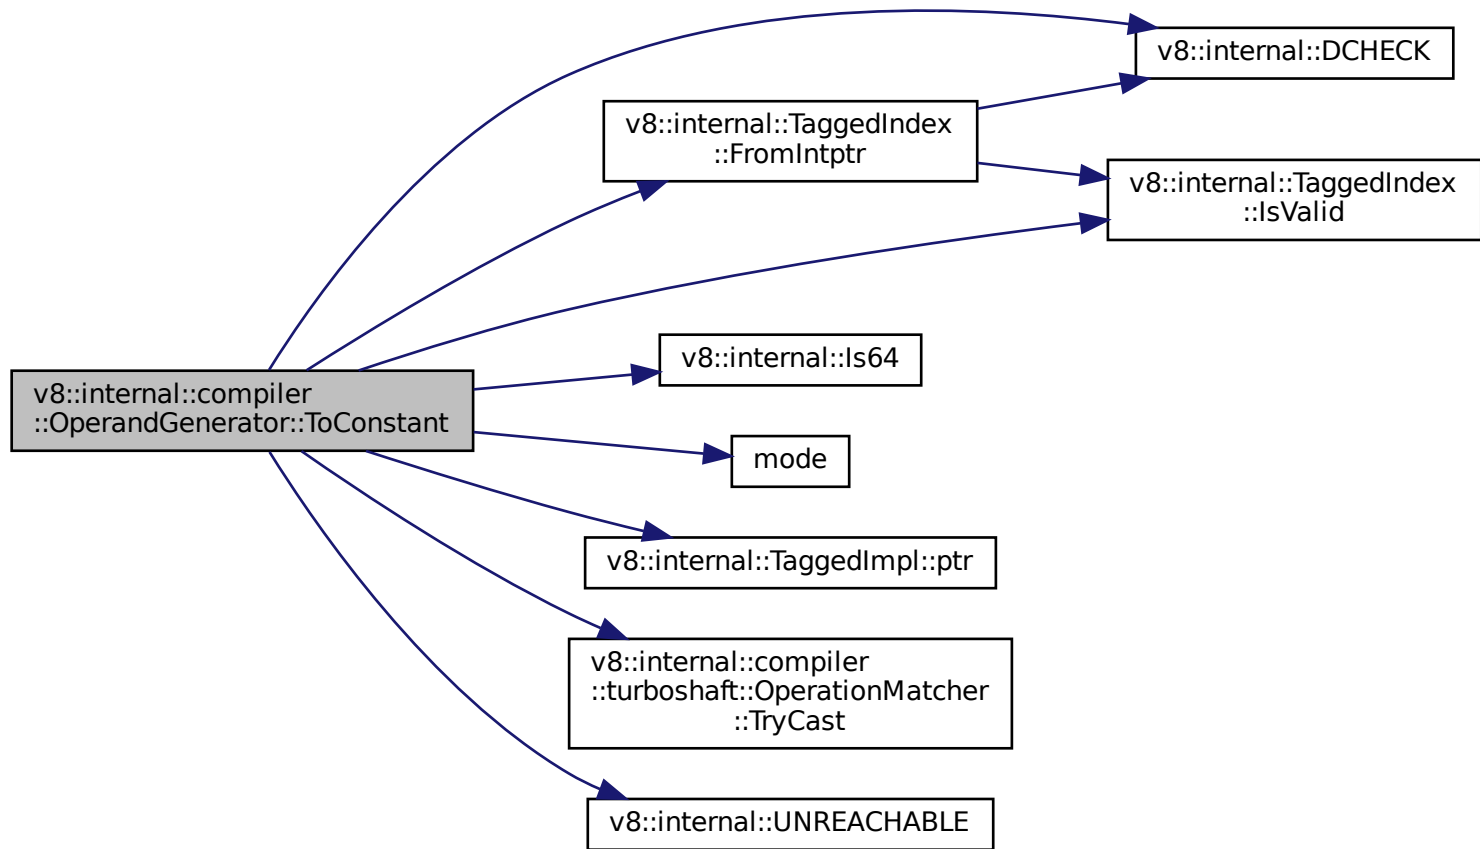 v8::internal::compiler
::OperandGenerator::ToConstant
v8::internal::DCHECK
v8::internal::TaggedIndex
::FromIntptr
v8::internal::TaggedIndex
::IsValid
v8::internal::Is64
mode
v8::internal::TaggedImpl::ptr
v8::internal::compiler
::turboshaft::OperationMatcher
::TryCast
v8::internal::UNREACHABLE